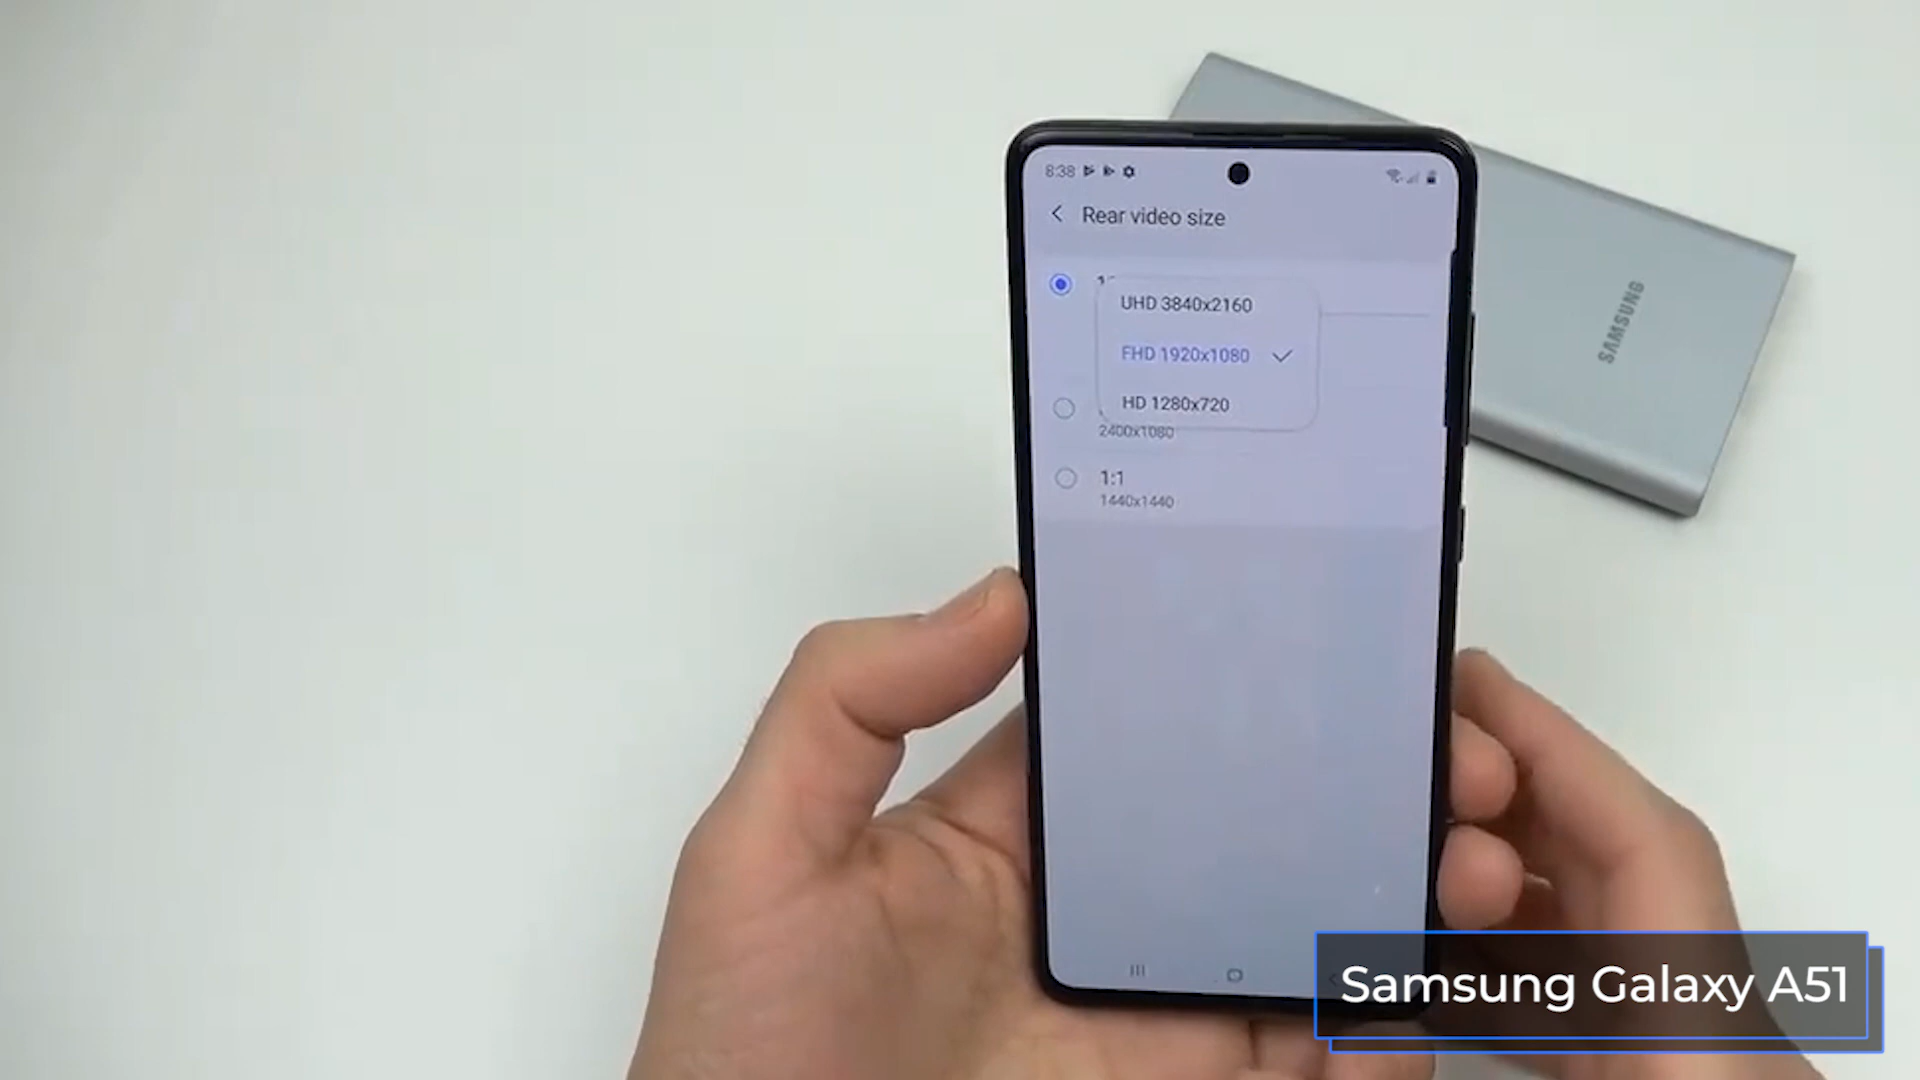 8:38
Rear video size
UHD 3840x2160
FHD 1920x1080
HD 1280x720
2400x1080
1:1
1440x1440
SAMSUNG
Samsung Galaxy A51